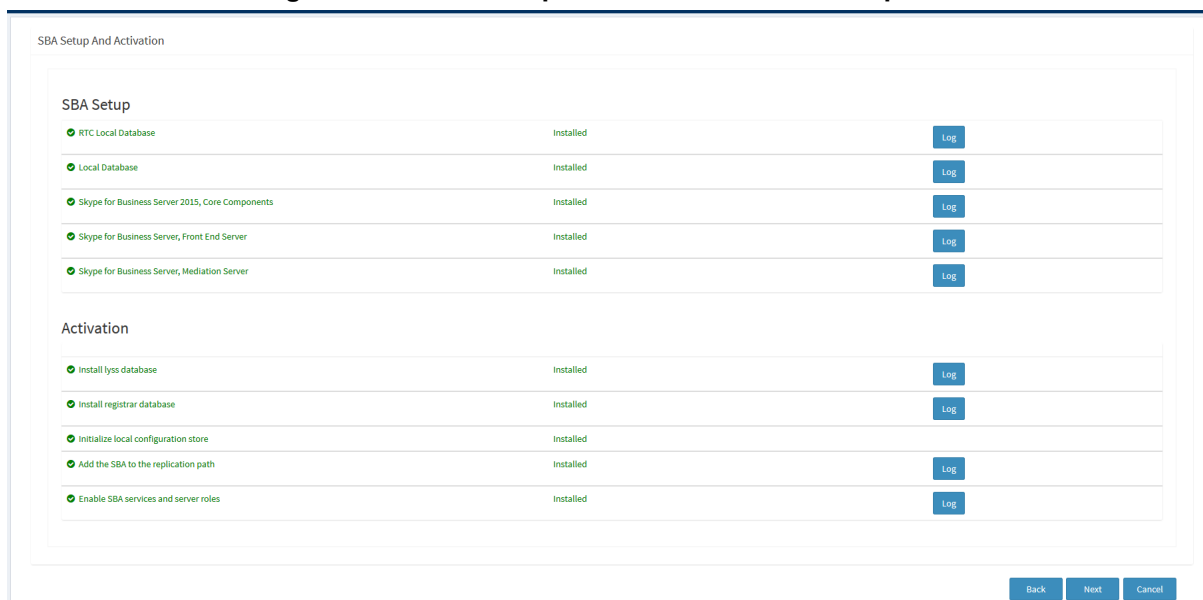 SBA Setup And Activation
SBA Setup
RTC Local Database Installed Log
Local Database Installed Log
Skype for Business Server 2015, Core Components Installed Log
Skype for Business Server, Front End Server Installed Log
Skype for Business Server, Mediation Server Installed Log
Activation
Install lyss database Installed Log
Install registrar database Installed Log
Initialize local configuration store Installed
Add the SBA to the replication path Installed Log
Enable SBA services and server roles Installed Log
Back Next Cancel